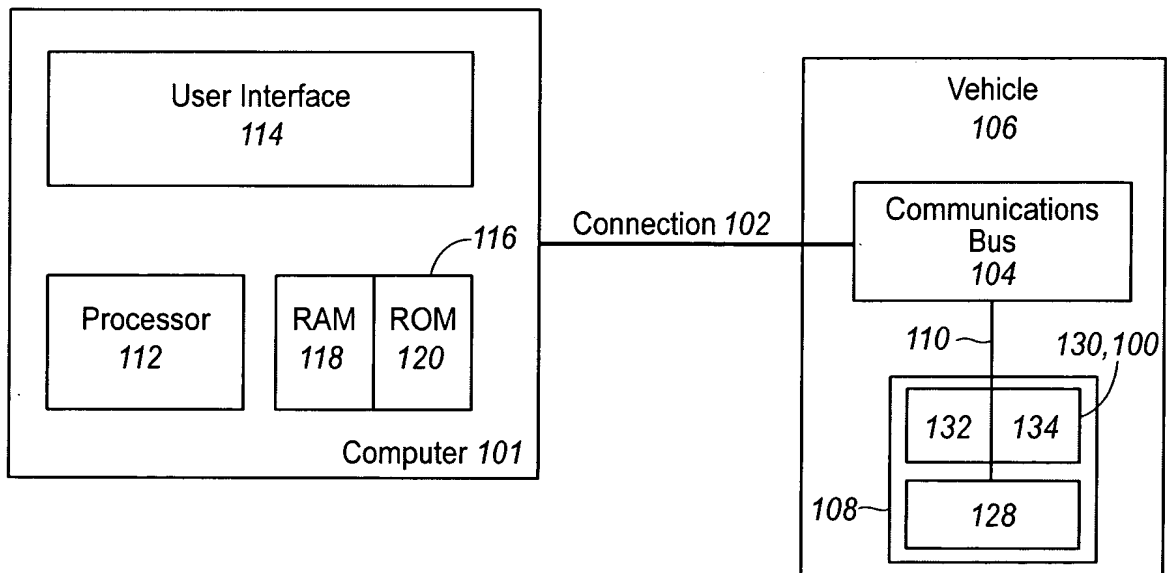 User Interface
114
Processor
112
RAM
118
ROM
120
116
Computer 101
Connection 102
Vehicle
106
Communications
Bus
104
110
130,100
132
134
108
128